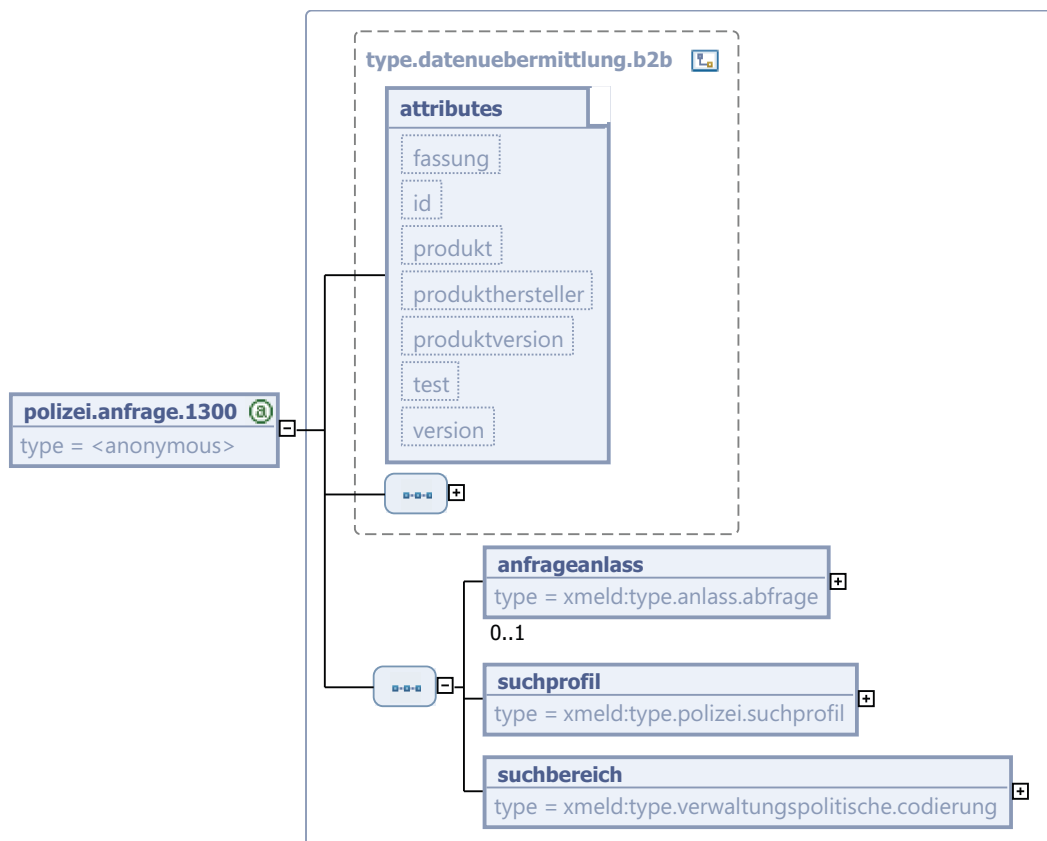 type.datenuebermittlung.b2b
attributes
fassung
id
produkt
produkthersteller
produktversion
test
version
polizei.anfrage.1300 @
type = <anonymous>
anfrageanlass
type = xmeld:type.anlass.abfrage
0..1
suchprofil
type = xmeld:type.polizei.suchprofil
suchbereich
type = xmeld:type.verwaltungspolitische.codierung